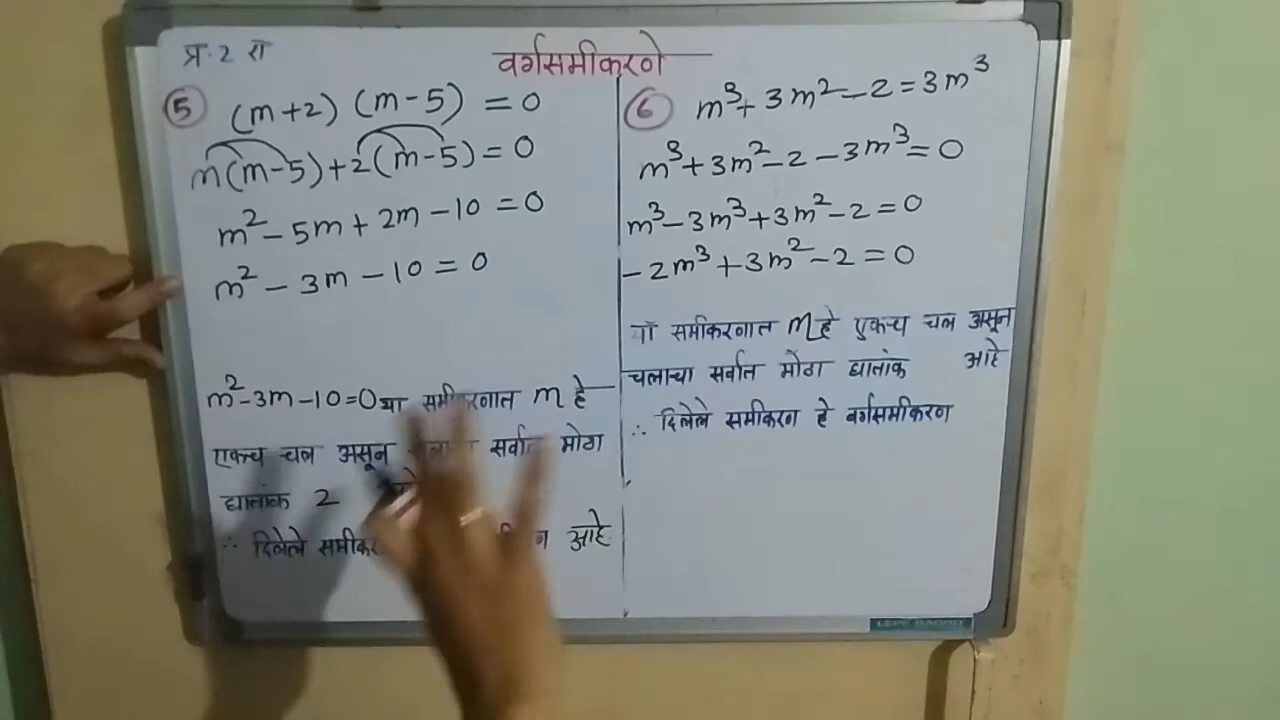 प्र. 2 रा
वर्गसमीकरणे
5 (m+2) (m-5) = 0
m(m-5)+2(m-5)=0
m²-5m+2m-10=0
m²-3m-10=0
m²-3m-10=0 या समीकरणात m हे
एकच चल असून सर्वात मोठा
घातांक 2
∴ दिलेले आहे
6 m³+3m²-2=3m³
m³+3m²-2-3m³=0
m³-3m³+3m²-2=0
-2m³+3m²-2=0
या समीकरणात m हे एकच चल असून
चलाचा सर्वात मोठा घातांक आहे
∴ दिलेले समीकरण हे वर्गसमीकरण